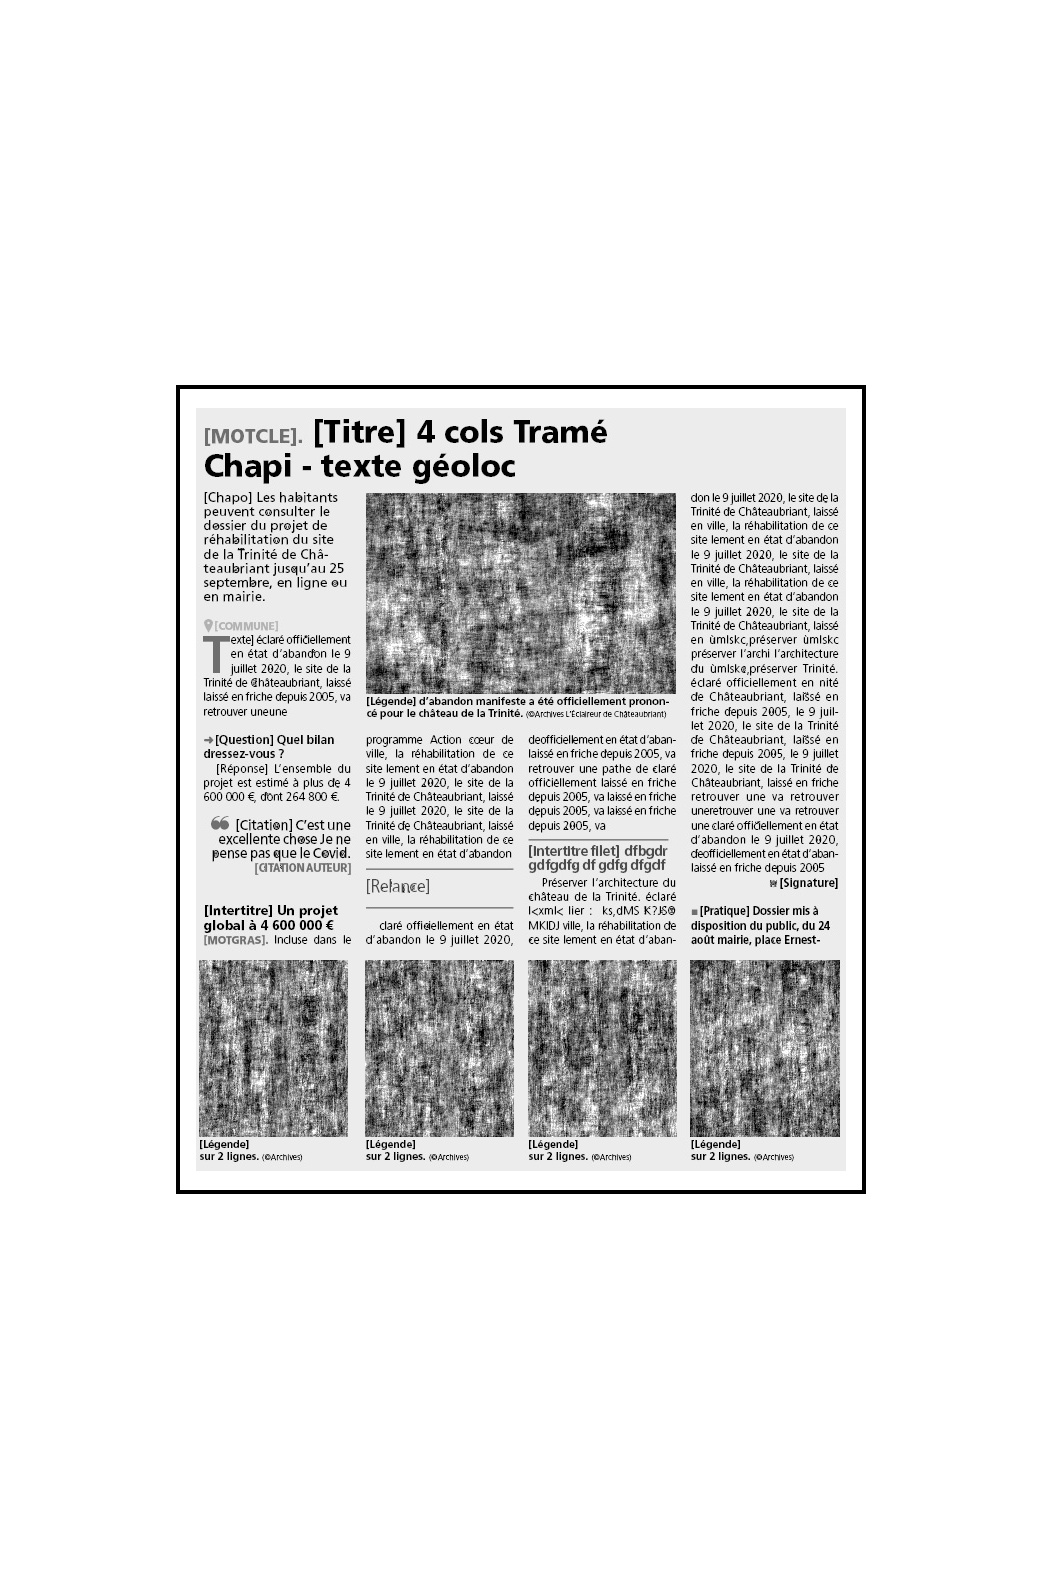 [MOTCLE]. [Titre] 4 cols Tramé
Chapi - texte géoloc
[Chapo] Les habitants
peuvent consulter le
dossier du projet de
réhabilitation du site
de la Trinité de Châ-
teaubriant jusqu'au 25
septembre, en ligne ou
en mairie.
[COMMUNE]
Texte] éclaré officiellement
en état d'abandon le 9
juillet 2020, le site de la
Trinité de Châteaubriant, laissé
laissé en friche depuis 2005, va
retrouver uneune
➜[Question] Quel bilan
dressez-vous ?
[Réponse] L'ensemble du
projet est estimé à plus de 4
600 000 €, dont 264 800 €.
❝ [Citation] C'est une
excellente chose Je ne
pense pas que le Covid.
[CITATION AUTEUR]
[Intertitre] Un projet
global à 4 600 000 €
[MOTGRAS]. Incluse dans le
[Légende] d'abandon manifeste a été officiellement pronon-
cé pour le château de la Trinité. (©Archives L'Éclaireur de Châteaubriant)
programme Action cœur de
ville, la réhabilitation de ce
site lement en état d'abandon
le 9 juillet 2020, le site de la
Trinité de Châteaubriant, laissé
le 9 juillet 2020, le site de la
Trinité de Châteaubriant, laissé
en ville, la réhabilitation de ce
site lement en état d'abandon
[Relance]
claré officiellement en état
d'abandon le 9 juillet 2020,
deofficiellement en état d'aban-
laissé en friche depuis 2005, va
retrouver une pathe de claré
officiellement laissé en friche
depuis 2005, va laissé en friche
depuis 2005, va laissé en friche
depuis 2005, va
[Intertitre filet] dfbgdr
gdfgdfg df gdfg dfgdf
Préserver l'architecture du
château de la Trinité. éclaré
l<xml< lier : ks,dMS K?JS®
MKIDJ ville, la réhabilitation de
ce site lement en état d'aban-
don le 9 juillet 2020, le site de la
Trinité de Châteaubriant, laissé
en ville, la réhabilitation de ce
site lement en état d'abandon
le 9 juillet 2020, le site de la
Trinité de Châteaubriant, laissé
en ville, la réhabilitation de ce
site lement en état d'abandon
le 9 juillet 2020, le site de la
Trinité de Châteaubriant, laissé
en ùmlskc,préserver ùmlskc
préserver l'archi l'architecture
du ùmlskc,préserver Trinité.
éclaré officiellement en nité
de Châteaubriant, laissé en
friche depuis 2005, le 9 juil-
let 2020, le site de la Trinité
de Châteaubriant, laissé en
friche depuis 2005, le 9 juillet
2020, le site de la Trinité de
Châteaubriant, laissé en friche
retrouver une va retrouver
uneretrouver une va retrouver
une claré officiellement en état
d'abandon le 9 juillet 2020,
deofficiellement en état d'aban-
laissé en friche depuis 2005
[Signature]
■ [Pratique] Dossier mis à
disposition du public, du 24
août mairie, place Ernest-
[Légende]
sur 2 lignes. (©Archives)
[Légende]
sur 2 lignes. (©Archives)
[Légende]
sur 2 lignes. (©Archives)
[Légende]
sur 2 lignes. (©Archives)